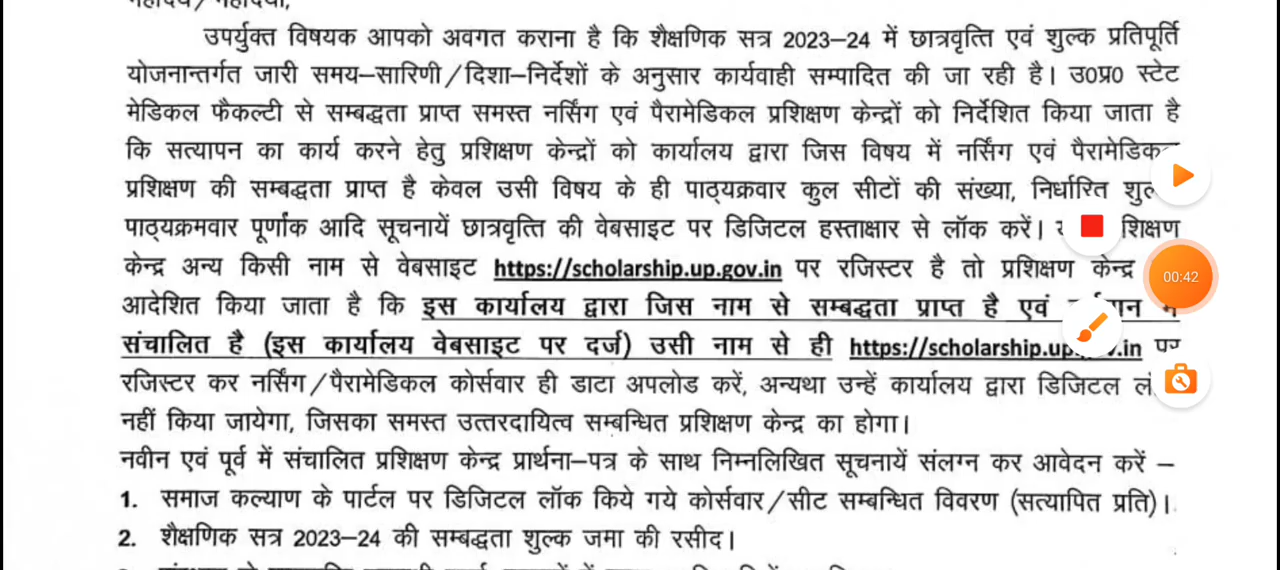 उपर्युक्त विषयक आपको अवगत कराना है कि शैक्षणिक सत्र 2023–24 में छात्रवृत्ति एवं शुल्क प्रतिपूर्ति
योजनान्तर्गत जारी समय–सारिणी/दिशा–निर्देशों के अनुसार कार्यवाही सम्पादित की जा रही है। उ0प्र0 स्टेट
मेडिकल फैकल्टी से सम्बद्धता प्राप्त समस्त नर्सिंग एवं पैरामेडिकल प्रशिक्षण केन्द्रों को निर्देशित किया जाता है
कि सत्यापन का कार्य करने हेतु प्रशिक्षण केन्द्रों को कार्यालय द्वारा जिस विषय में नर्सिंग एवं
प्रशिक्षण की सम्बद्धता प्राप्त है केवल उसी विषय के ही पाठ्यक्रवार कुल सीटों की संख्या, निर्धारित
पाठ्यक्रमवार पूर्णांक आदि सूचनायें छात्रवृत्ति की वेबसाइट पर डिजिटल हस्ताक्षार से लॉक करें। शिक्षण
केन्द्र अन्य किसी नाम से वेबसाइट https://scholarship.up.gov.in पर रजिस्टर है तो प्रशिक्षण केन्द्र 00:42
आदेशित किया जाता है कि इस कार्यालय द्वारा जिस नाम से सम्बद्धता प्राप्त है एवं
संचालित है (इस कार्यालय वेबसाइट पर दर्ज) उसी नाम से ही पर
रजिस्टर कर नर्सिंग/पैरामेडिकल कोर्सवार ही डाटा अपलोड करें, अन्यथा उन्हें कार्यालय द्वारा डिजिटल
नहीं किया जायेगा, जिसका समस्त उत्तरदायित्व सम्बन्धित प्रशिक्षण केन्द्र का होगा।
नवीन एवं पूर्व में संचालित प्रशिक्षण केन्द्र प्रार्थना–पत्र के साथ निम्नलिखित सूचनायें संलग्न कर आवेदन करें –
1. समाज कल्याण के पार्टल पर डिजिटल लॉक किये गये कोर्सवार/सीट सम्बन्धित विवरण (सत्यापित प्रति)।
2. शैक्षणिक सत्र 2023–24 की सम्बद्धता शुल्क जमा की रसीद।